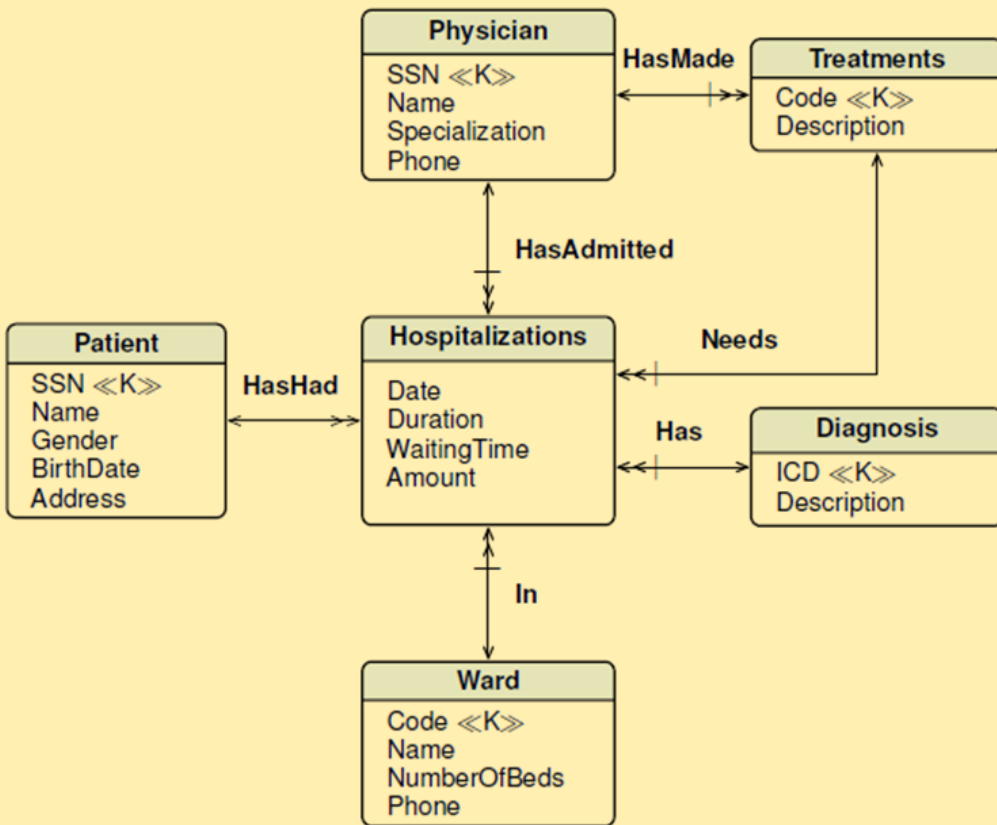 Physician
SSN ≪K≫
Name
Specialization
Phone
HasMade
Treatments
Code ≪K≫
Description
HasAdmitted
Patient
SSN ≪K≫
Name
Gender
BirthDate
Address
HasHad
Hospitalizations
Date
Duration
WaitingTime
Amount
Needs
Has
Diagnosis
ICD ≪K≫
Description
In
Ward
Code ≪K≫
Name
NumberOfBeds
Phone